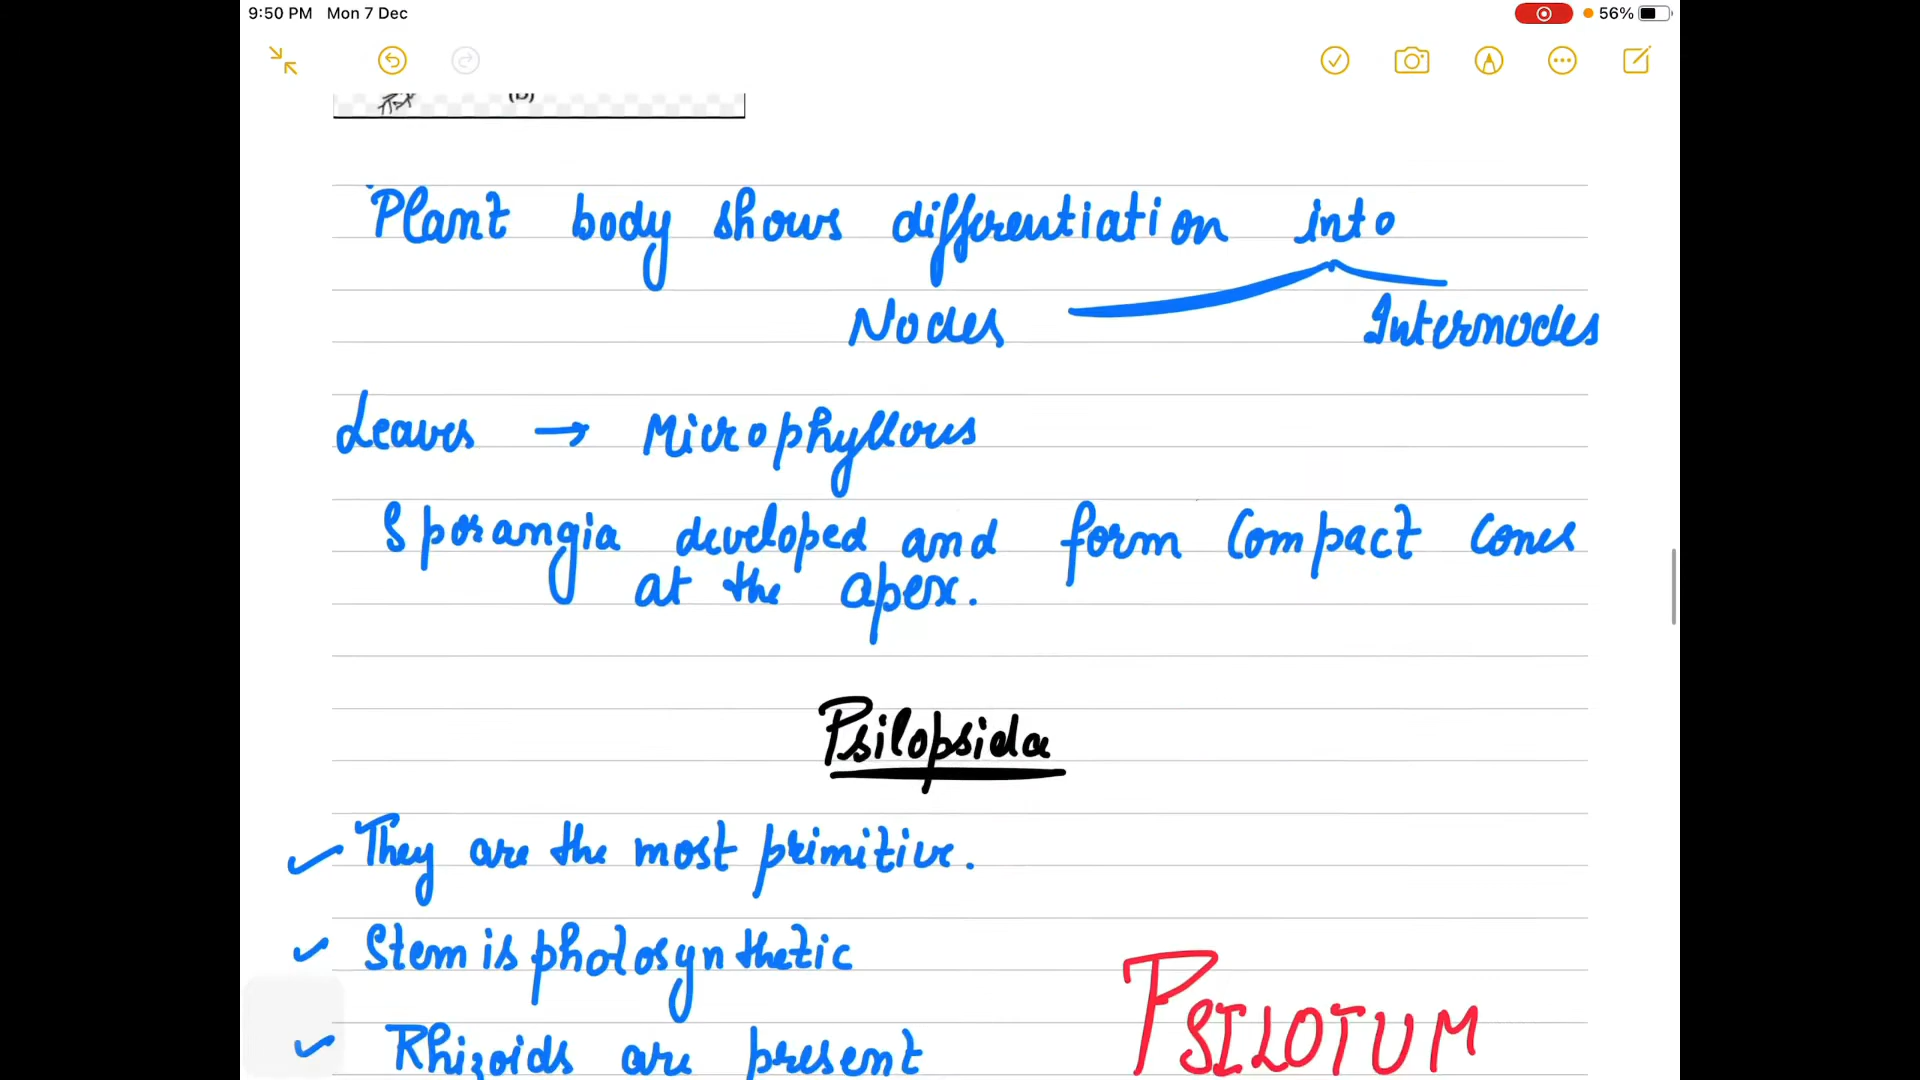 9:50 PM Mon 7 Dec
56%
(b)
Plant body shows differentiation into
Nodes Internodes
Leaves → Microphyllous
Sporangia developed and form compact cones
at the apex.
Psilopsida
They are the most primitive.
Stem is photosynthetic
Rhizoids are present
PSILOTUM